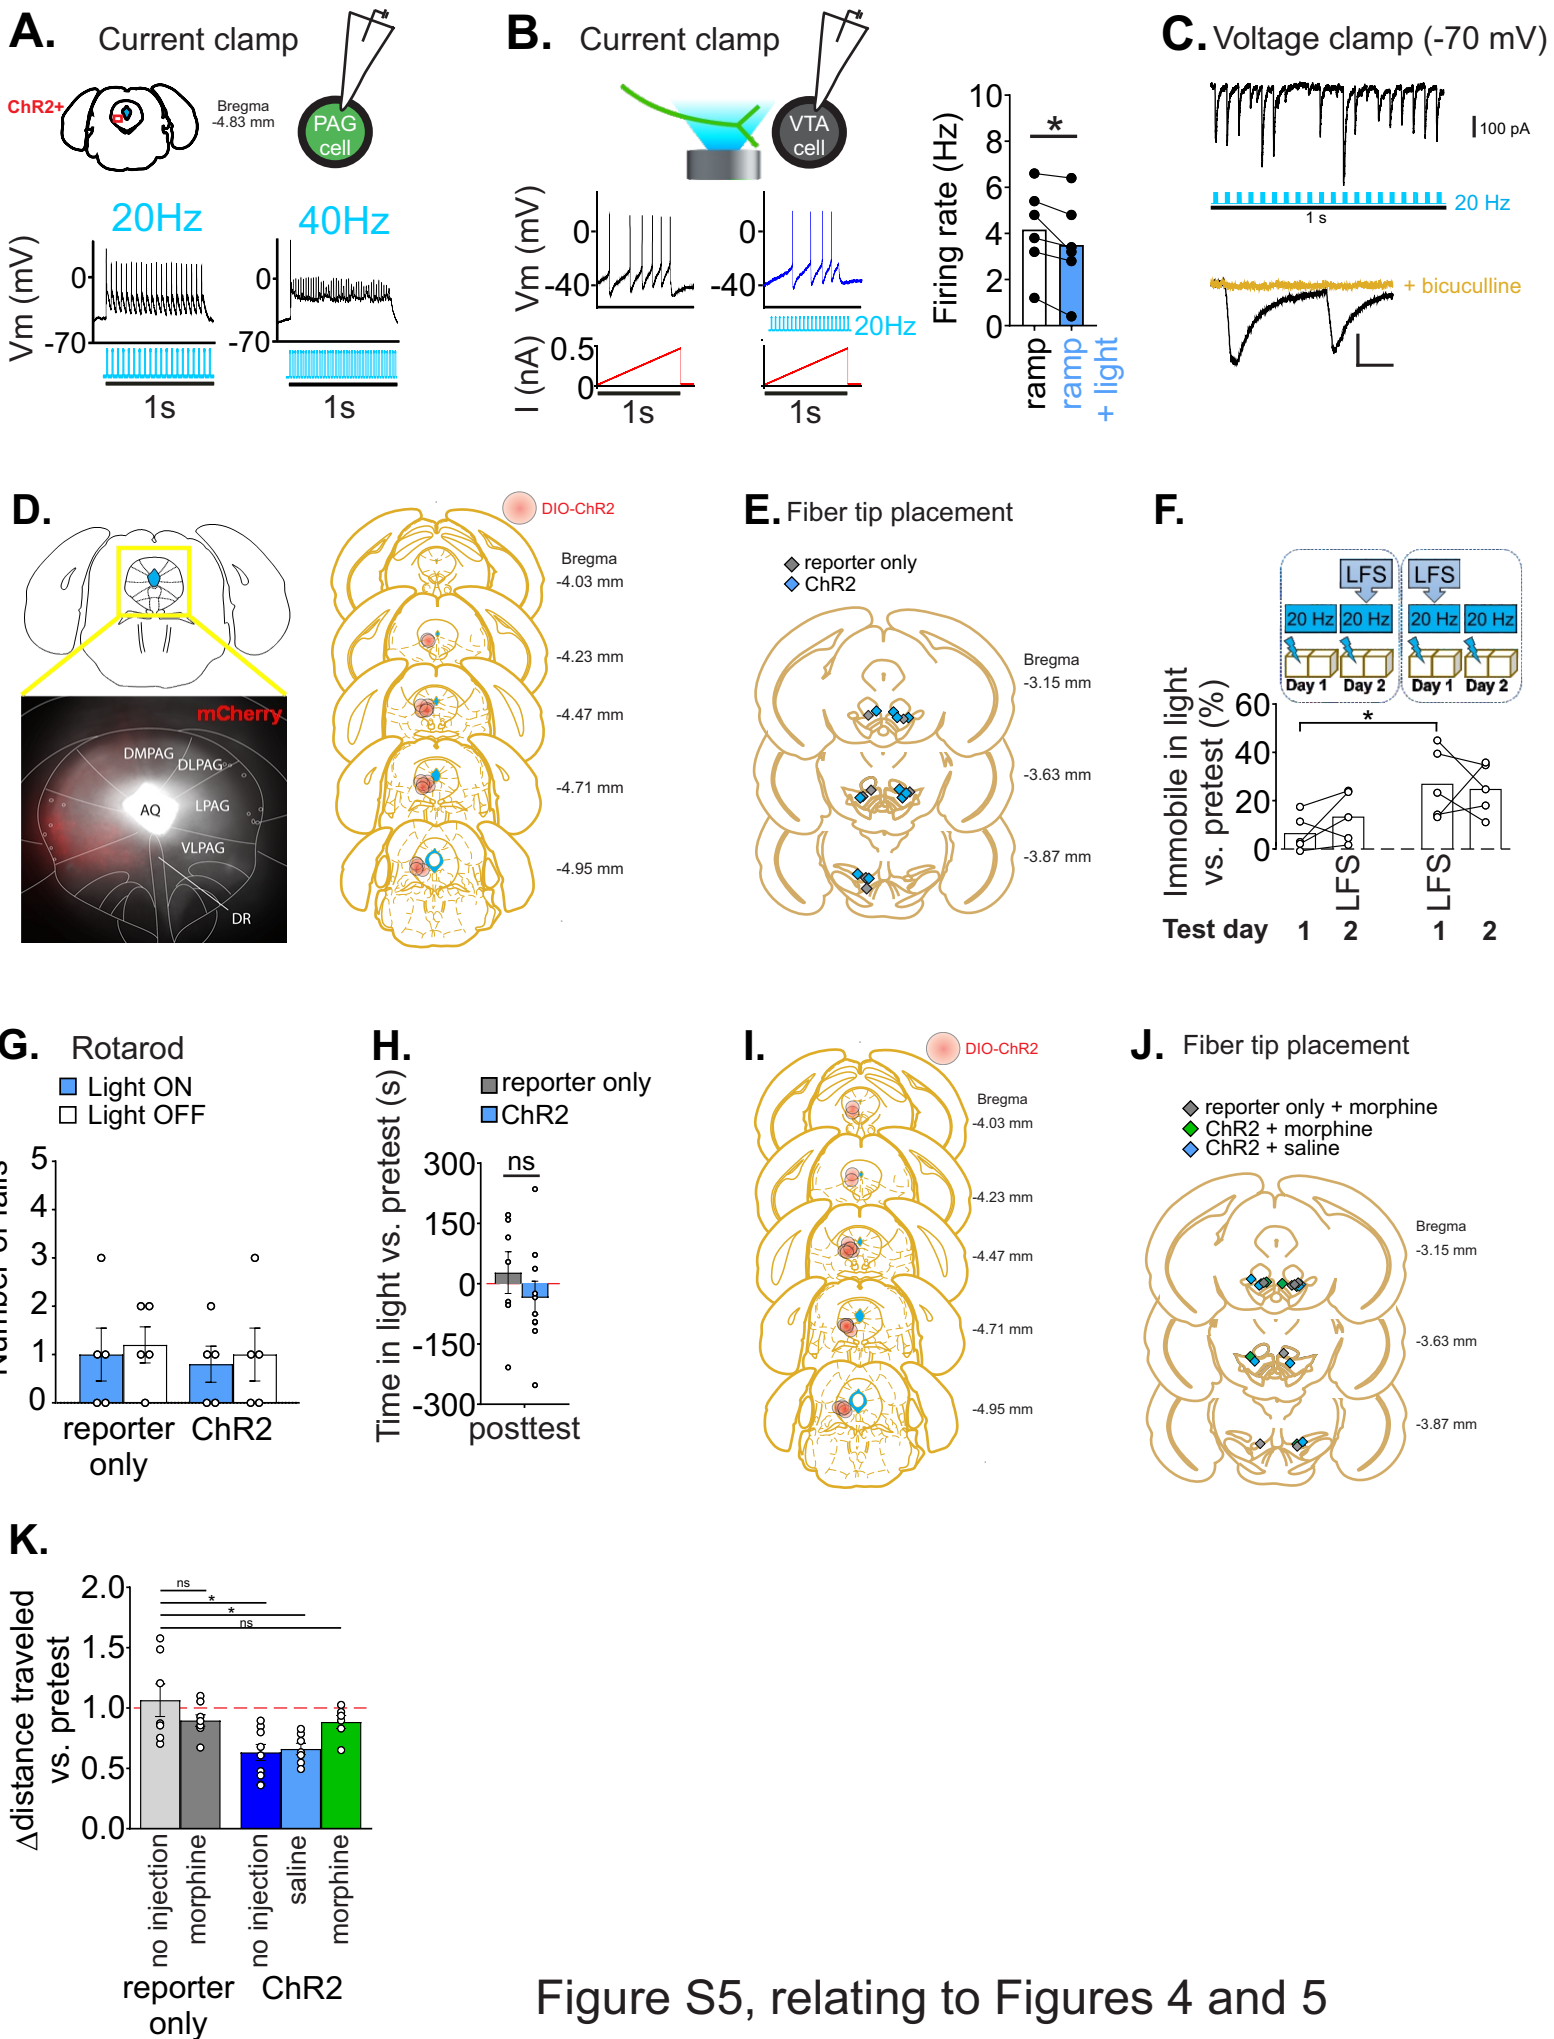 A. Current clamp
ChR2+
Bregma
-4.83 mm
PAG
cell
20Hz 40Hz
Vm (mV)
0
-70
0
-70
1s 1s
B. Current clamp
VTA
cell
Vm (mV)
0
-40
0
-40
20Hz
I (nA)
0.5
0
1s 1s
Firing rate (Hz)
10
8
6
4
2
0
*
ramp
ramp
+ light
C. Voltage clamp (-70 mV)
100 pA
20 Hz
1 s
+ bicuculline
D.
mCherry
DMPAG
DLPAG
AQ
LPAG
VLPAG
DR
DIO-ChR2
Bregma
-4.03 mm
-4.23 mm
-4.47 mm
-4.71 mm
-4.95 mm
E. Fiber tip placement
reporter only
ChR2
Bregma
-3.15 mm
-3.63 mm
-3.87 mm
F.
LFS LFS
20 Hz 20 Hz 20 Hz 20 Hz
Day 1 Day 2 Day 1 Day 2
Immobile in light
vs. pretest (%)
60
40
20
0
*
LFS LFS
Test day 1 2 1 2
G. Rotarod
Light ON
Light OFF
5
4
3
2
1
0
reporter
only
ChR2
H.
reporter only
ChR2
Time in light vs. pretest (s)
ns
300
150
0
-150
-300
posttest
I.
DIO-ChR2
Bregma
-4.03 mm
-4.23 mm
-4.47 mm
-4.71 mm
-4.95 mm
J. Fiber tip placement
reporter only + morphine
ChR2 + morphine
ChR2 + saline
Bregma
-3.15 mm
-3.63 mm
-3.87 mm
K.
Δdistance traveled
vs. pretest
2.0
1.5
1.0
0.5
0.0
ns
*
*
ns
no injection
morphine
no injection
saline
morphine
reporter
only
ChR2
Figure S5, relating to Figures 4 and 5